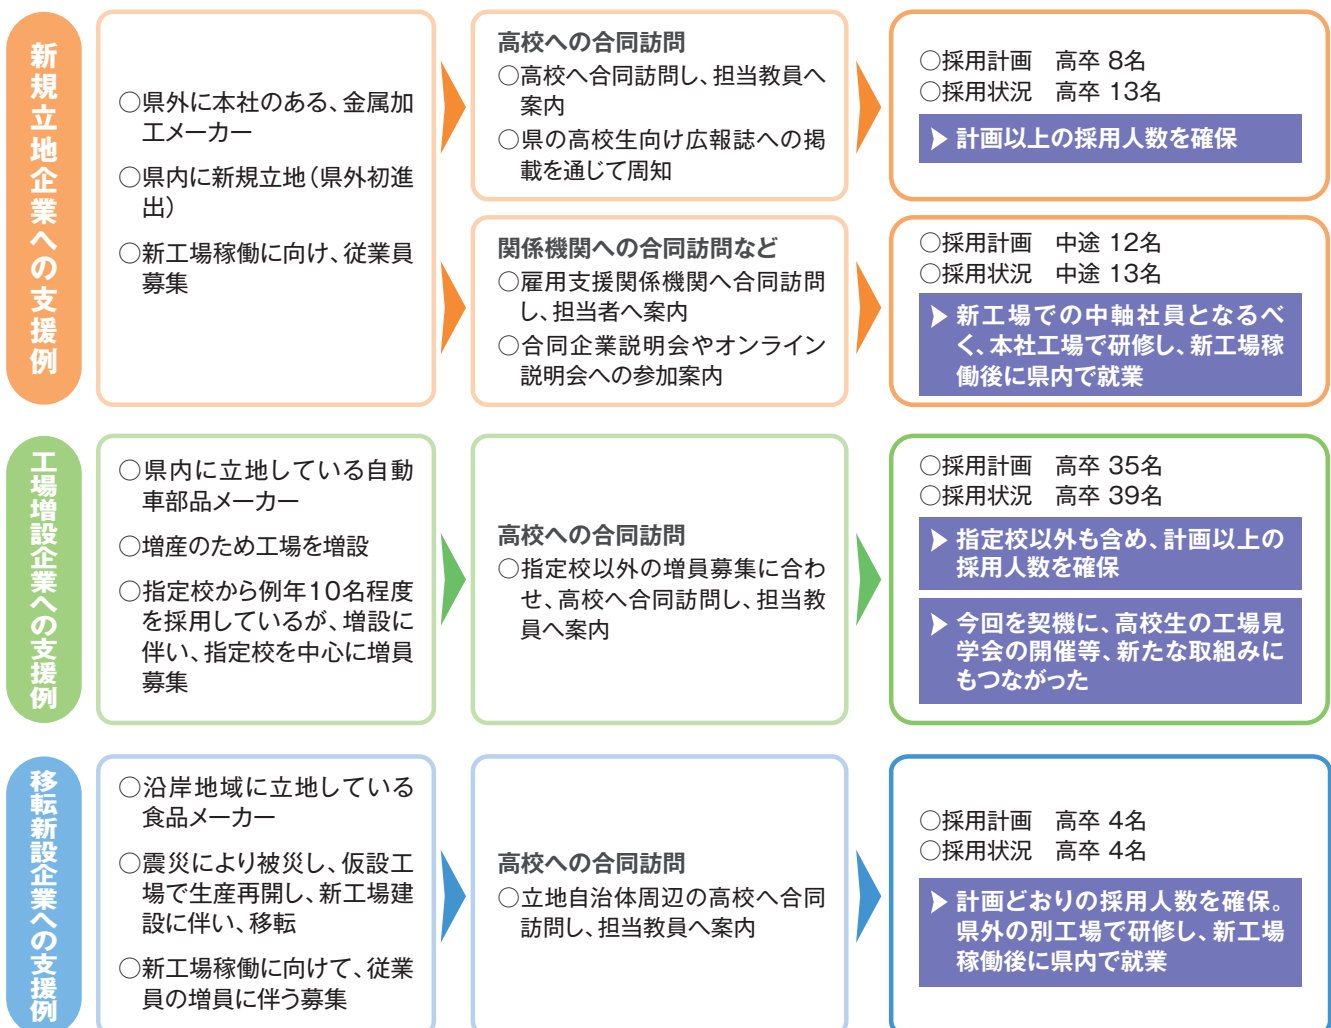 新規立地企業への支援例
○県外に本社のある、金属加
工メーカー
○県内に新規立地（県外初進
出）
○新工場稼働に向け、従業員
募集
高校への合同訪問
○高校へ合同訪問し、担当教員へ
案内
○県の高校生向け広報誌への掲
載を通じて周知
○採用計画　高卒 8名
○採用状況　高卒 13名
計画以上の採用人数を確保
関係機関への合同訪問など
○雇用支援関係機関へ合同訪問
し、担当者へ案内
○合同企業説明会やオンライン
説明会への参加案内
○採用計画　中途 12名
○採用状況　中途 13名
新工場での中軸社員となるべ
く、本社工場で研修し、新工場稼
働後に県内で就業
工場増設企業への支援例
○県内に立地している自動
車部品メーカー
○増産のため工場を増設
○指定校から例年10名程度
を採用しているが、増設に
伴い、指定校を中心に増員
募集
高校への合同訪問
○指定校以外の増員募集に合わ
せ、高校へ合同訪問し、担当教
員へ案内
○採用計画　高卒 35名
○採用状況　高卒 39名
指定校以外も含め、計画以上の
採用人数を確保
今回を契機に、高校生の工場見
学会の開催等、新たな取組みに
もつながった
移転新設企業への支援例
○沿岸地域に立地している
食品メーカー
○震災により被災し、仮設工
場で生産再開し、新工場建
設に伴い、移転
○新工場稼働に向けて、従業
員の増員に伴う募集
高校への合同訪問
○立地自治体周辺の高校へ合同
訪問し、担当教員へ案内
○採用計画　高卒 4名
○採用状況　高卒 4名
計画どおりの採用人数を確保。
県外の別工場で研修し、新工場
稼働後に県内で就業